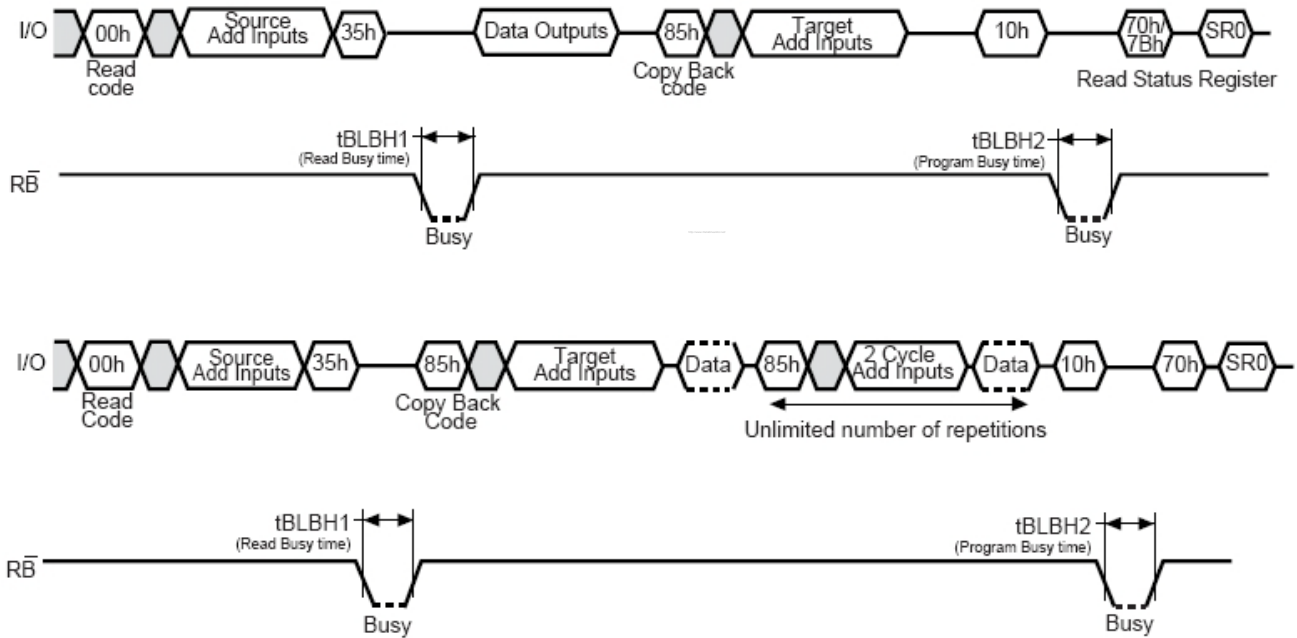 I/O 00h Source Add Inputs 35h Data Outputs 85h Target Add Inputs 10h 70h/ 7Bh SR0
Read code Copy Back code Read Status Register
tBLBH1 tBLBH2
(Read Busy time) (Program Busy time)
RB̅
Busy Busy
I/O 00h Source Add Inputs 35h 85h Target Add Inputs Data 85h 2 Cycle Add Inputs Data 10h 70h SR0
Read Code Copy Back Code
Unlimited number of repetitions
tBLBH1 tBLBH2
(Read Busy time) (Program Busy time)
RB̅
Busy Busy